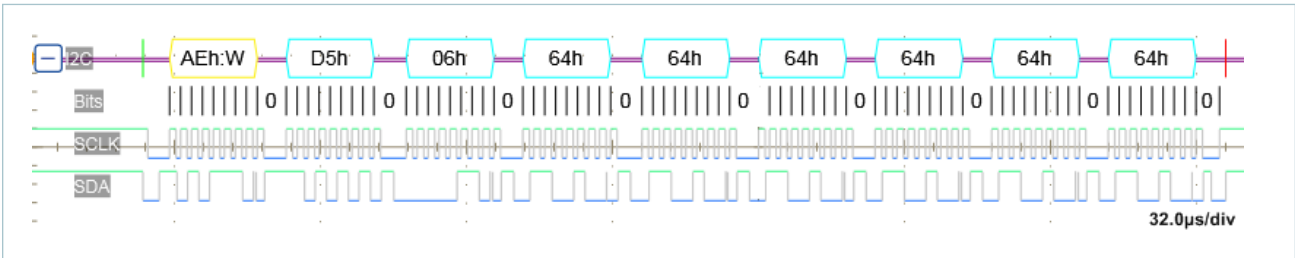 I2C AEh:W D5h 06h 64h 64h 64h 64h 64h 64h
Bits 0 0 0 0 0 0 0 0 0
SCLK
SDA
32.0µs/div